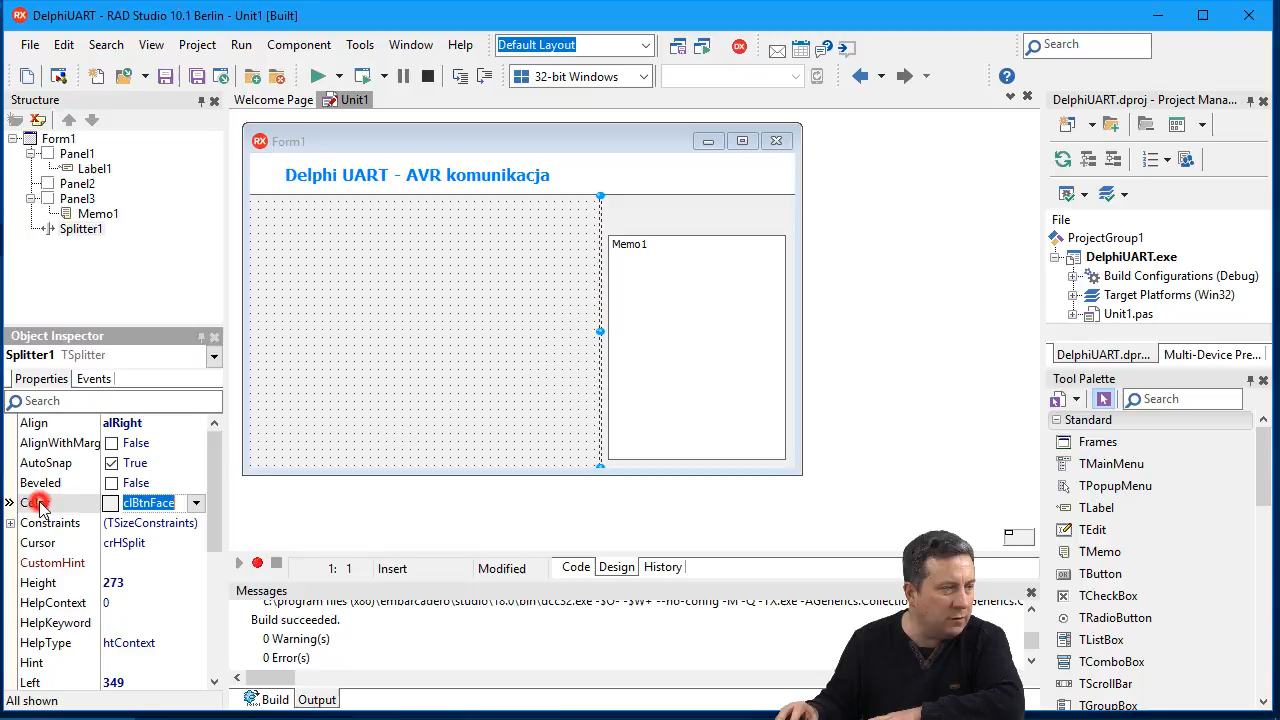 DelphiUART - RAD Studio 10.1 Berlin - Unit1 [Built]
File Edit Search View Project Run Component Tools Window Help Default Layout Search
32-bit Windows
Structure
Welcome Page Unit1
DelphiUART.dproj - Project Mana...
Form1
Panel1
Label1
Panel2
Panel3
Memo1
Splitter1
Form1
Delphi UART - AVR komunikacja
Memo1
File
ProjectGroup1
DelphiUART.exe
Build Configurations (Debug)
Target Platforms (Win32)
Unit1.pas
DelphiUART.dpr... Multi-Device Pre...
Object Inspector
Splitter1 TSplitter
Properties Events
Search
Align alRight
AlignWithMarg False
AutoSnap True
Beveled False
clBtnFace
Constraints (TSizeConstraints)
Cursor crHSplit
CustomHint
Height 273
HelpContext 0
HelpKeyword
HelpType htContext
Hint
Left 349
All shown
1: 1 Insert Modified Code Design History
Messages
Build succeeded.
0 Warning(s)
0 Error(s)
Build Output
Tool Palette
Search
Standard
Frames
TMainMenu
TPopupMenu
TLabel
TEdit
TMemo
TButton
TCheckBox
TRadioButton
TListBox
TComboBox
TScrollBar
TGroupBox